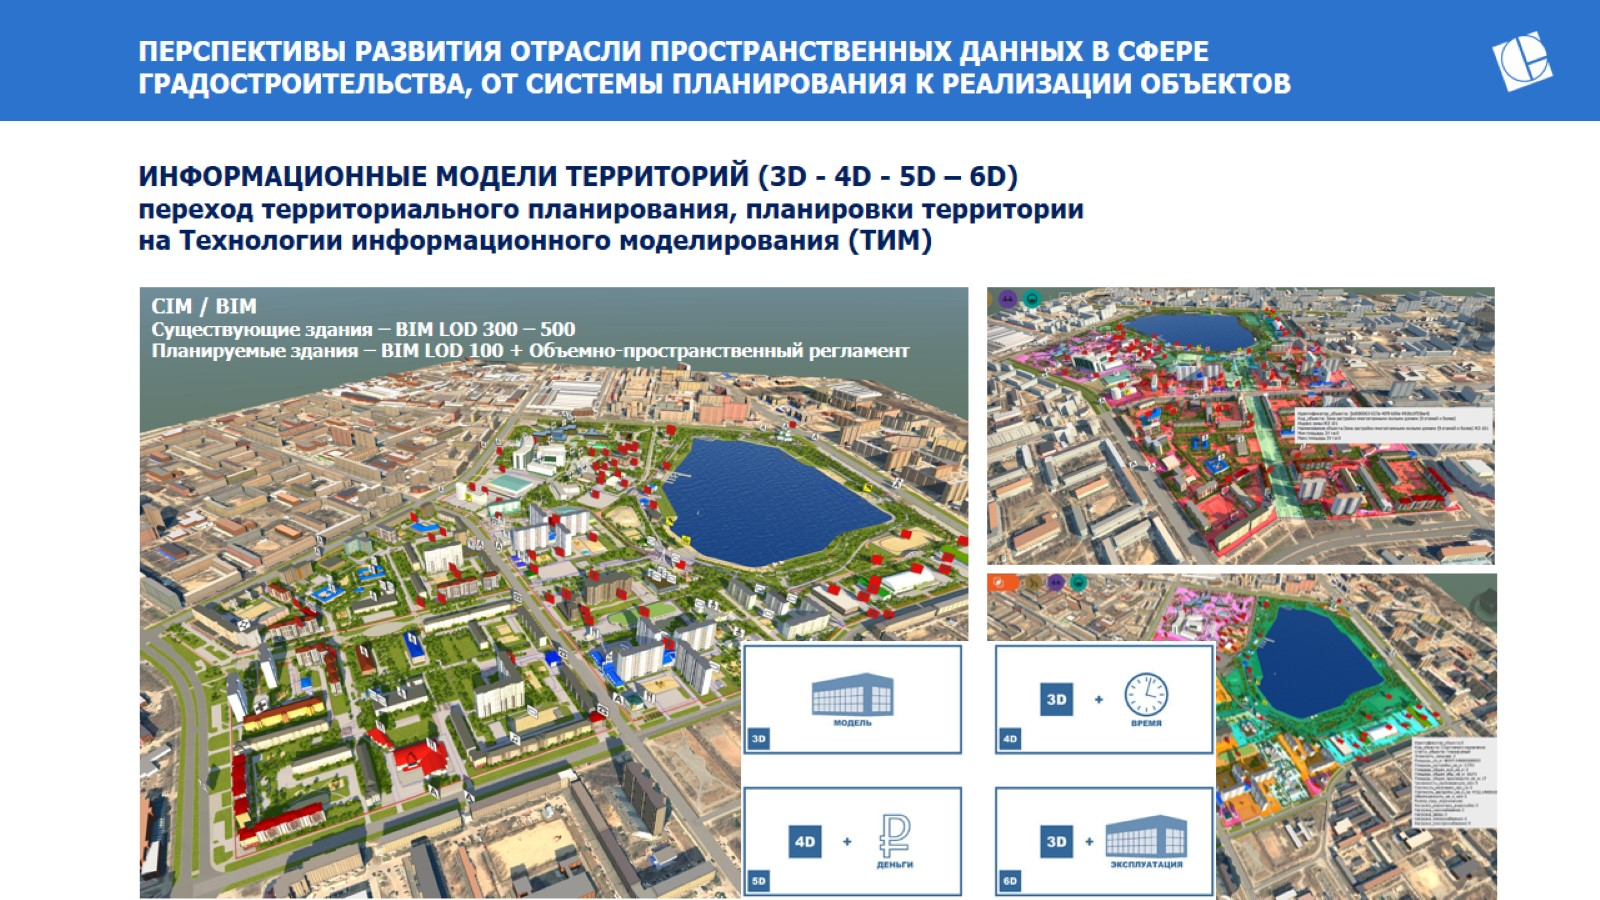 ПЕРСПЕКТИВЫ РАЗВИТИЯ ОТРАСЛИ ПРОСТРАНСТВЕННЫХ ДАННЫХ В СФЕРЕ
ГРАДОСТРОИТЕЛЬСТВА, ОТ СИСТЕМЫ ПЛАНИРОВАНИЯ К РЕАЛИЗАЦИИ ОБЪЕКТОВ
ИНФОРМАЦИОННЫЕ МОДЕЛИ ТЕРРИТОРИЙ (3D - 4D - 5D – 6D)
переход территориального планирования, планировки территории
на Технологии информационного моделирования (ТИМ)
CIM / BIM
Существующие здания – BIM LOD 300 – 500
Планируемые здания – BIM LOD 100 + Объемно-пространственный регламент
МОДЕЛЬ
3D
3D + ВРЕМЯ
4D
4D + ДЕНЬГИ
5D
3D + ЭКСПЛУАТАЦИЯ
6D